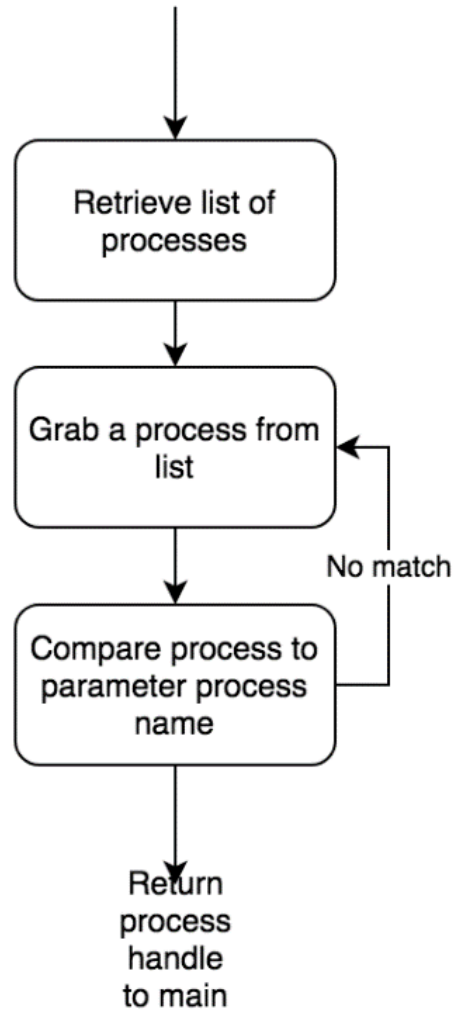 Retrieve list of
processes
Grab a process from
list
No match
Compare process to
parameter process
name
Return
process
handle
to main